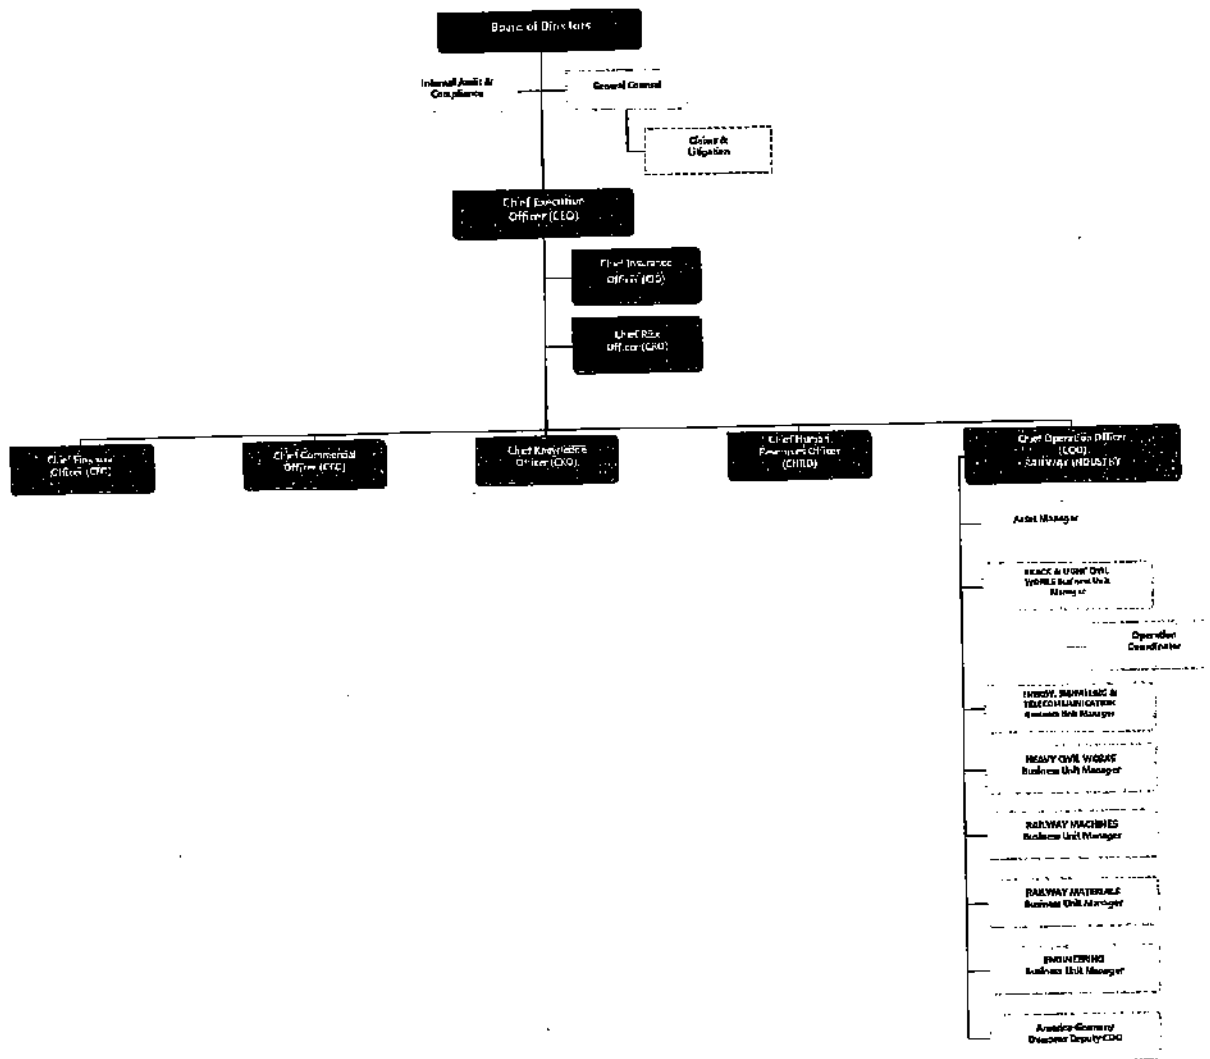 Board of Directors
Internal Audit &
Compliance
General Counsel
Claims &
Litigation
Chief Executive
Officer (CEO)
Chief Insurance
Officer (CIO)
Chief Risk
Officer (CRO)
Chief Finance
Officer (CFO)
Chief Commercial
Officer (CCO)
Chief Knowledge
Officer (CKO)
Chief Human
Resources Officer
(CHRO)
Chief Operation Officer
(COO)
- RAILWAY INDUSTRY
Asset Manager
TRACK & LIGHT CIVIL
WORKS Business Unit
Manager
Operation
Coordinator
ENERGY, SIGNALLING &
TELECOMMUNICATION
Business Unit Manager
HEAVY CIVIL WORKS
Business Unit Manager
RAILWAY MACHINES
Business Unit Manager
RAILWAY MATERIALS
Business Unit Manager
ENGINEERING
Business Unit Manager
America-Germany
Overseas Deputy COO